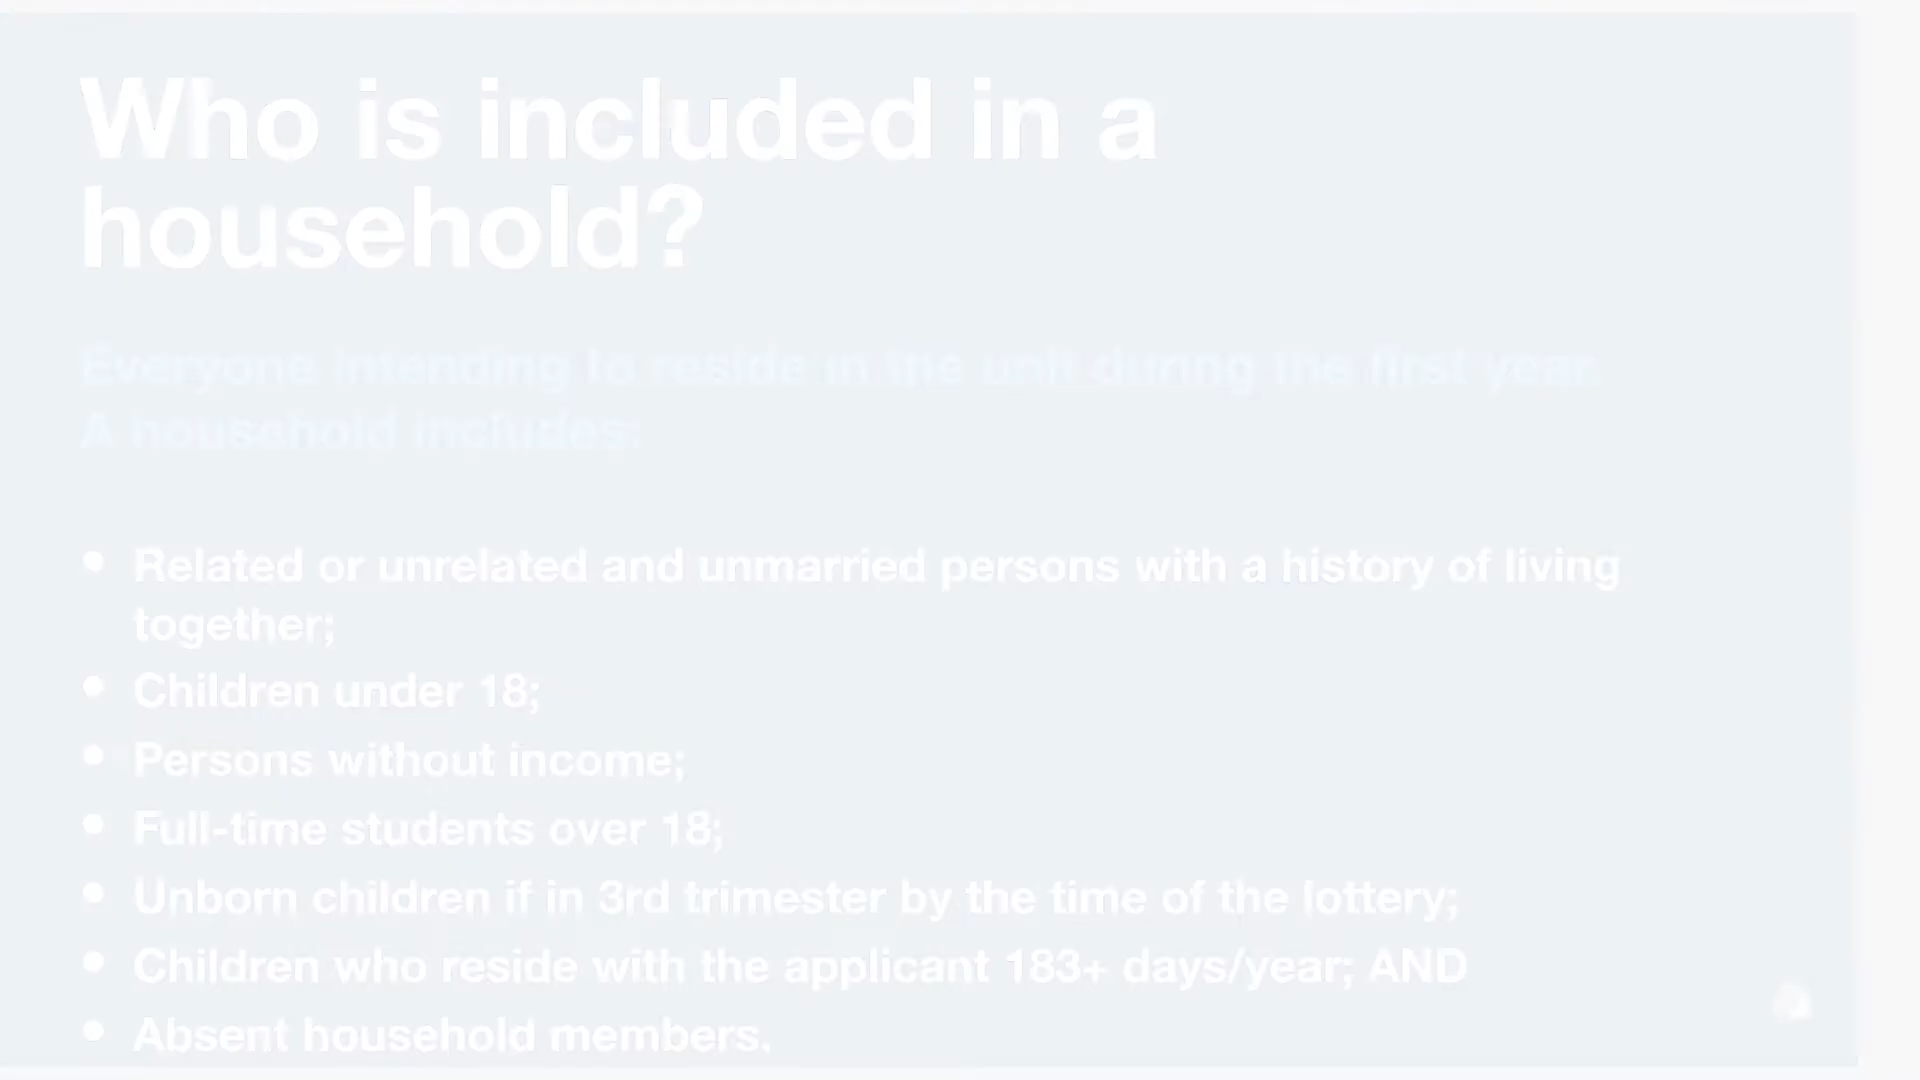 Who is included in a
household?
Everyone intending to reside in the unit during the first year.
A household includes:
• Related or unrelated and unmarried persons with a history of living
together;
• Children under 18;
• Persons without income;
• Full-time students over 18;
• Unborn children if in 3rd trimester by the time of the lottery;
• Children who reside with the applicant 183+ days/year; AND
• Absent household members.